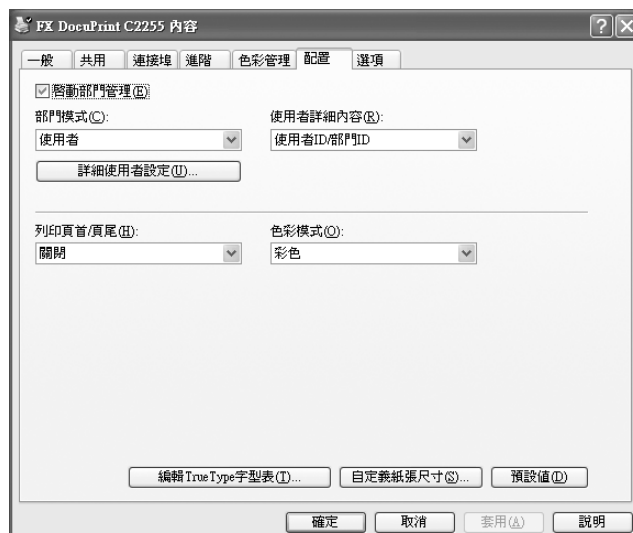 FX DocuPrint C2255 內容
一般 共用 連接埠 進階 色彩管理 配置 選項
啓動部門管理(E)
部門模式(C): 使用者詳細內容(R):
使用者 使用者ID/部門ID
詳細使用者設定(U)...
列印頁首/頁尾(H): 色彩模式(O):
關閉 彩色
編輯TrueType字型表(T)... 自定義紙張尺寸(S)... 預設値(D)
確定 取消 套用(A) 說明